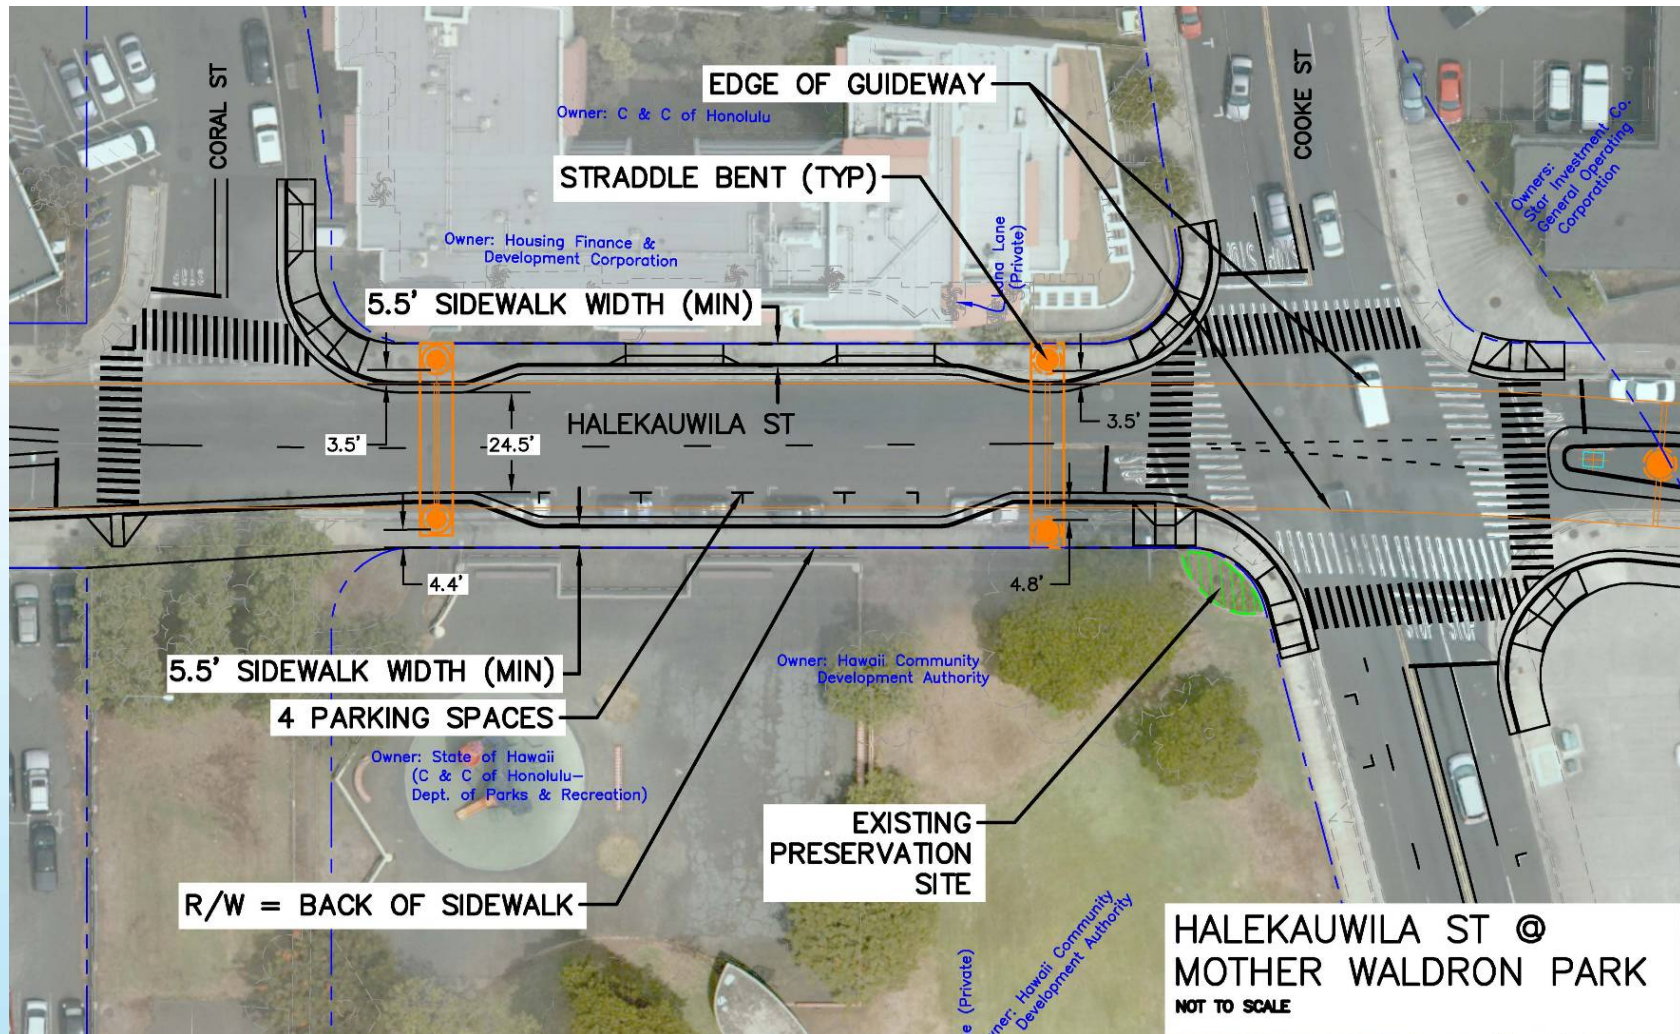 CORAL ST
EDGE OF GUIDEWAY
Owner: C & C of Honolulu
COOKE ST
Owners:
Star Investment Co.
General Operating
Corporation
STRADDLE BENT (TYP)
Owner: Housing Finance &
Development Corporation
Lana Lane
(Private)
5.5' SIDEWALK WIDTH (MIN)
HALEKAUWILA ST
3.5'
24.5'
3.5'
4.4'
4.8'
5.5' SIDEWALK WIDTH (MIN)
4 PARKING SPACES
Owner: Hawaii Community
Development Authority
Owner: State of Hawaii
(C & C of Honolulu-
Dept. of Parks & Recreation)
EXISTING
PRESERVATION
SITE
R/W = BACK OF SIDEWALK
e (Private)
ner: Hawaii Community
Development Authority
HALEKAUWILA ST @
MOTHER WALDRON PARK
NOT TO SCALE